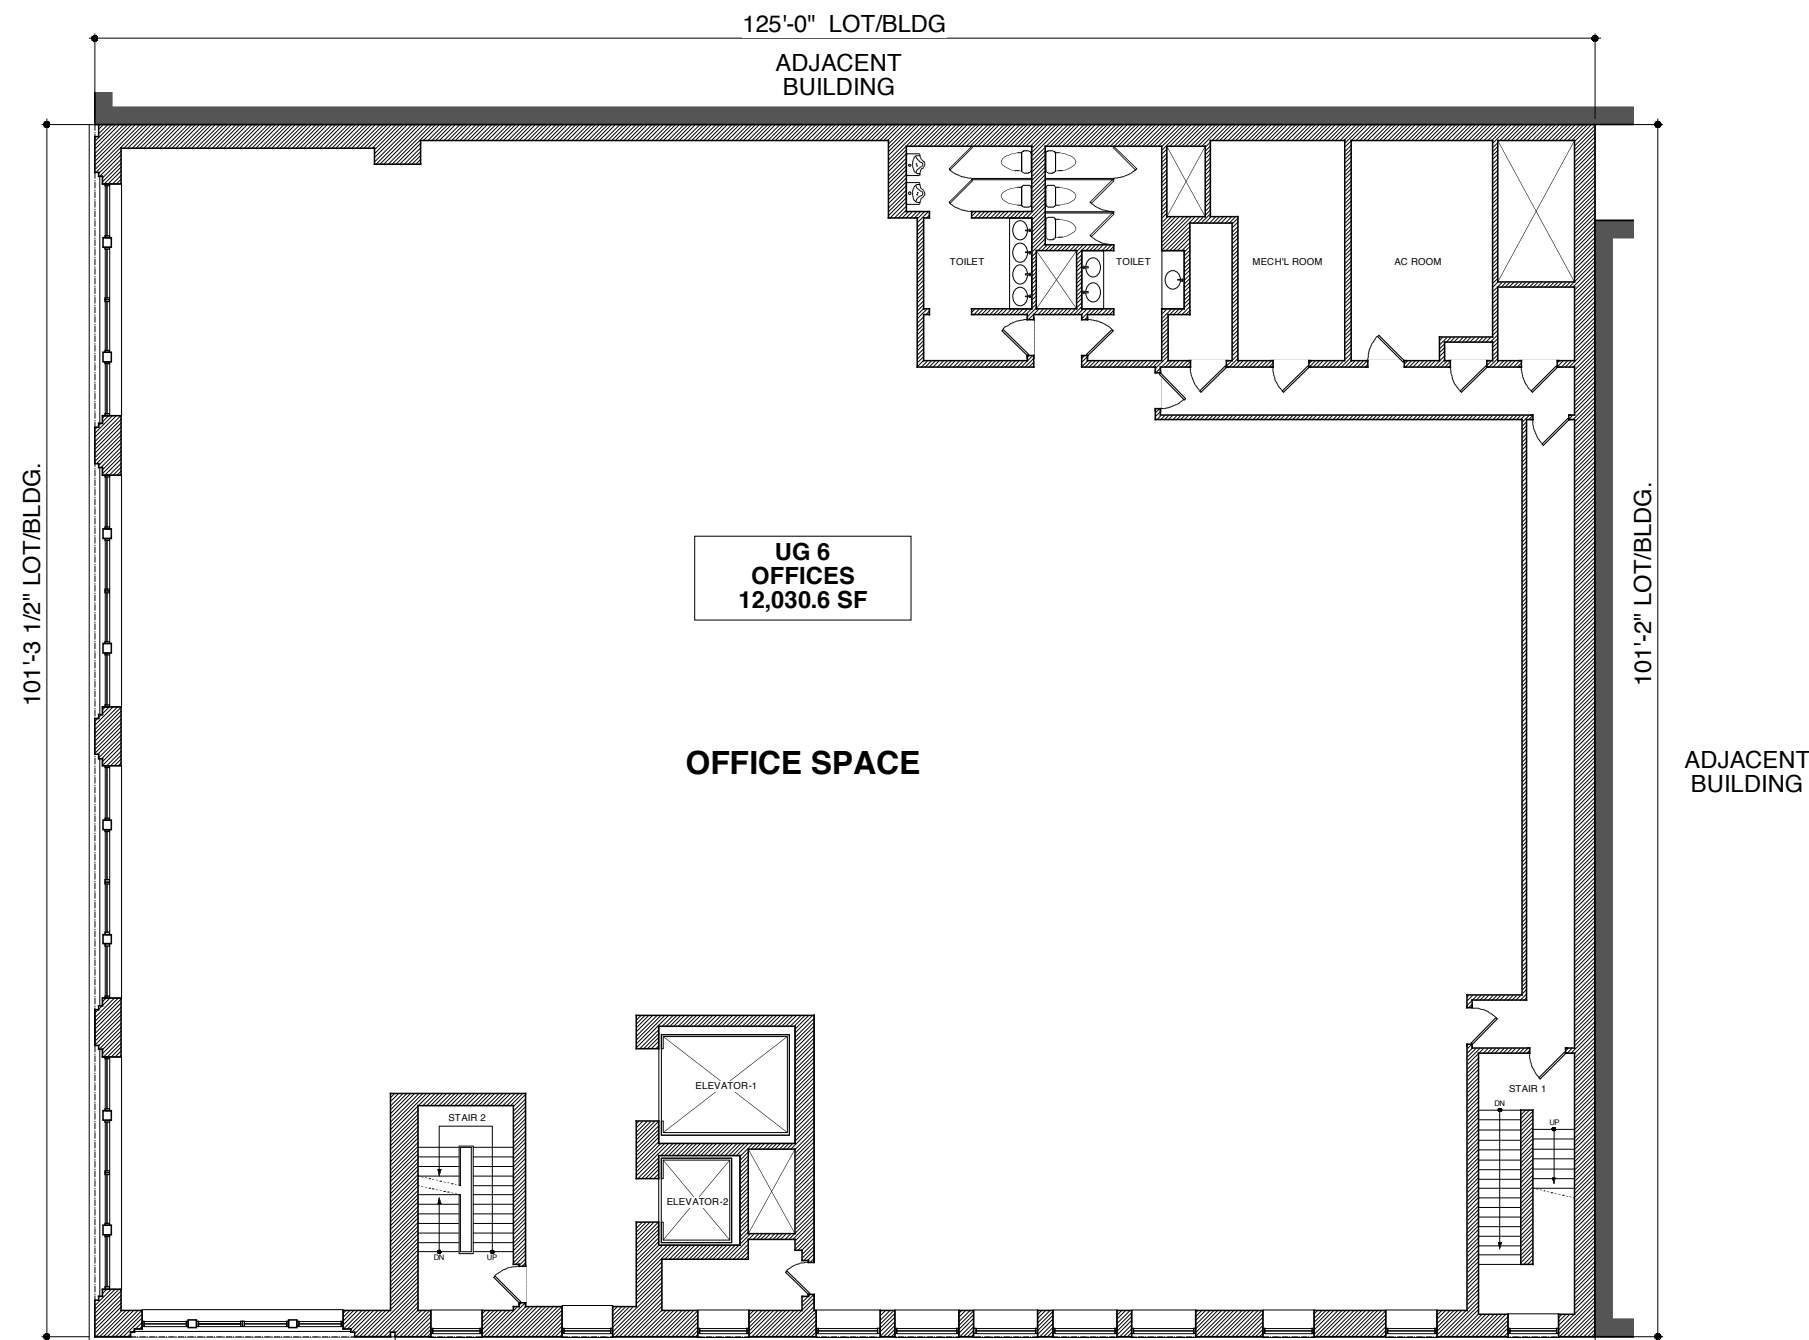 125'-0" LOT/BLDG
ADJACENT
BUILDING
TOILET
TOILET
MECH'L ROOM
AC ROOM
101'-3 1/2" LOT/BLDG.
101'-2" LOT/BLDG.
UG 6
OFFICES
12,030.6 SF
OFFICE SPACE
ADJACENT
BUILDING
ELEVATOR-1
STAIR 1
DN
UP
STAIR 2
ELEVATOR-2
DN
UP